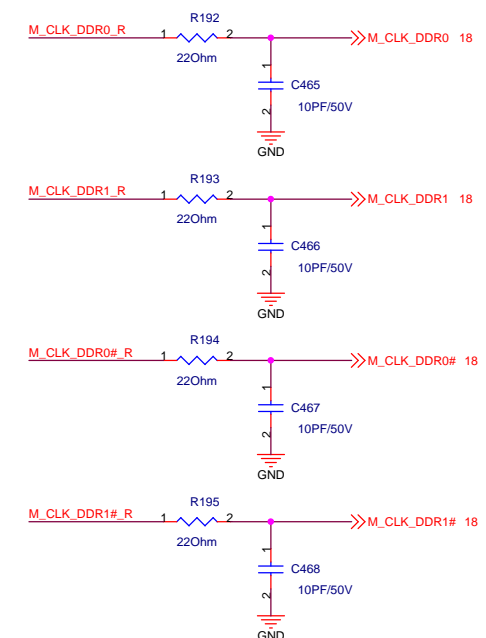 R192
M_CLK_DDR0_R 1 2 M_CLK_DDR0 18
22Ohm
1
C465
10PF/50V
2
GND
R193
M_CLK_DDR1_R 1 2 M_CLK_DDR1 18
22Ohm
1
C466
10PF/50V
2
GND
R194
M_CLK_DDR0#_R 1 2 M_CLK_DDR0# 18
22Ohm
1
C467
10PF/50V
2
GND
R195
M_CLK_DDR1#_R 1 2 M_CLK_DDR1# 18
22Ohm
1
C468
10PF/50V
2
GND